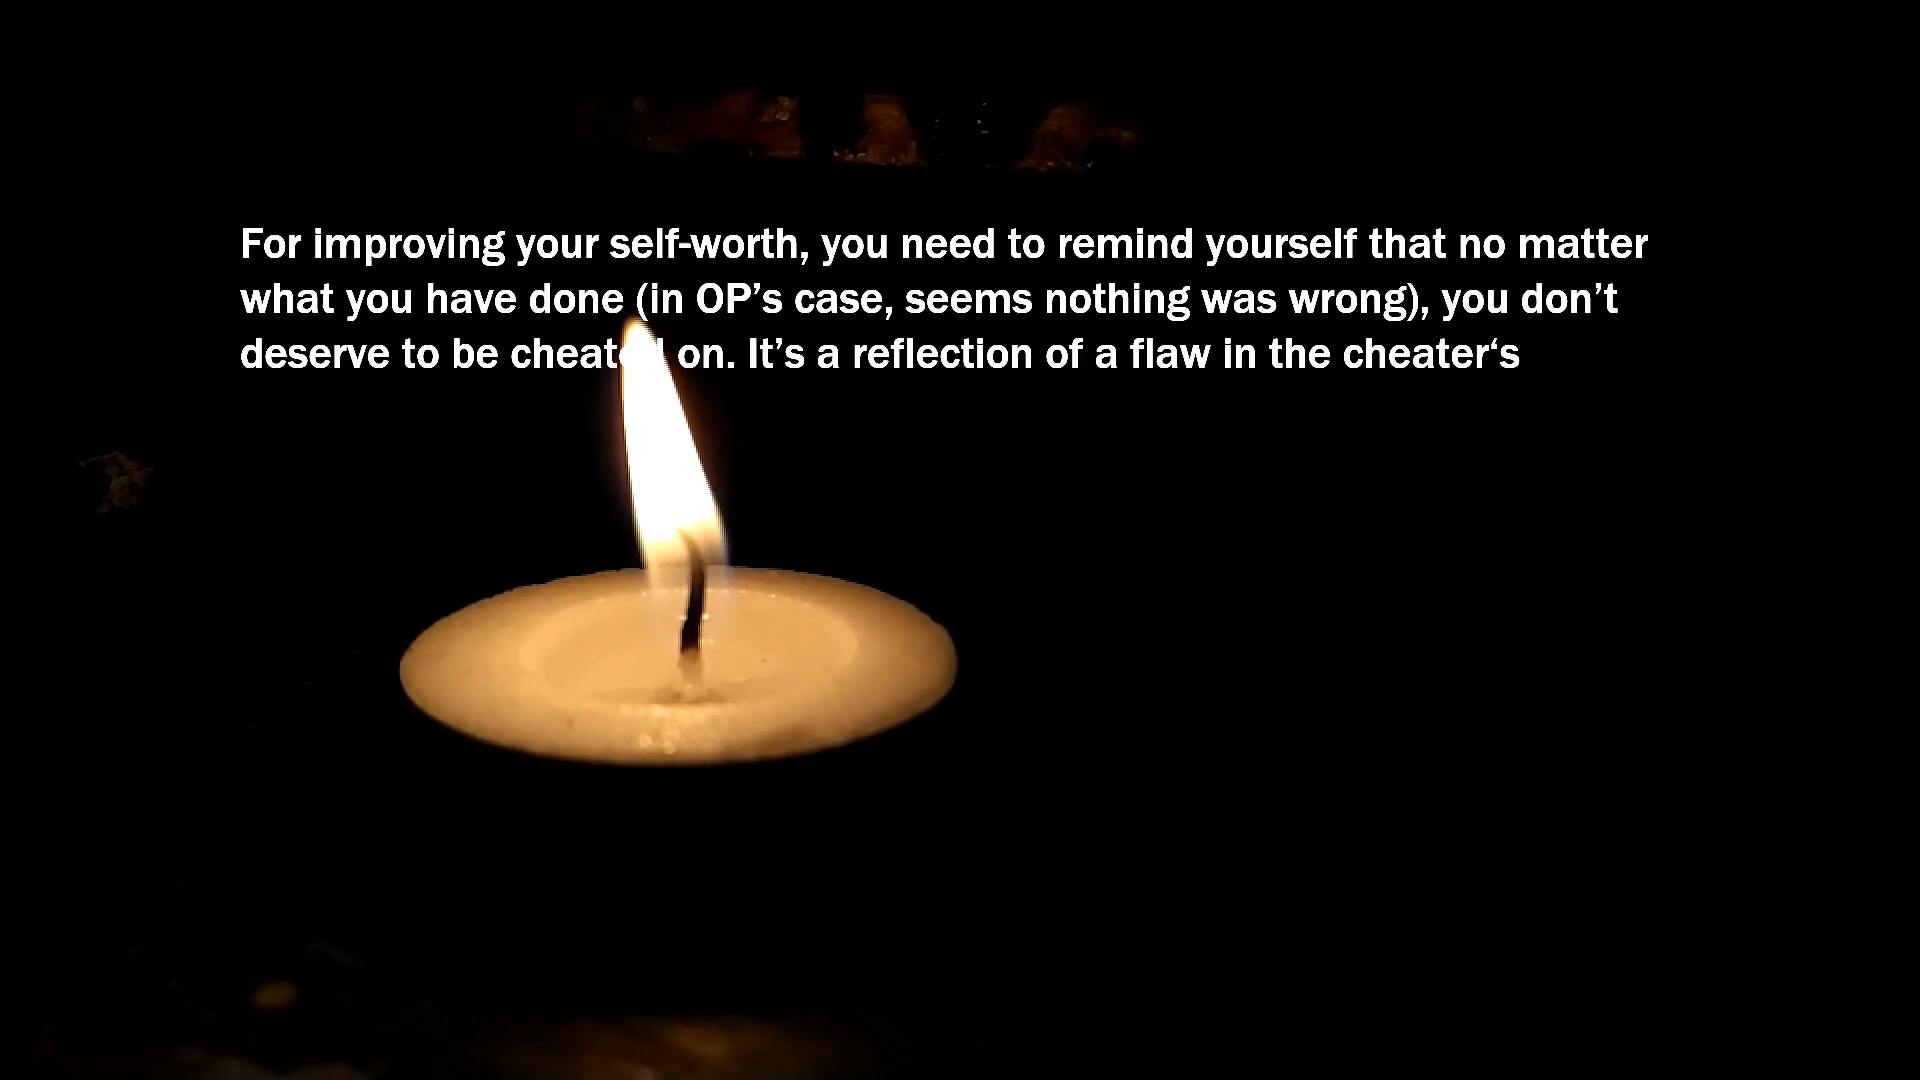 For improving your self-worth, you need to remind yourself that no matter
what you have done (in OP’s case, seems nothing was wrong), you don’t
deserve to be cheated on. It’s a reflection of a flaw in the cheater‘s